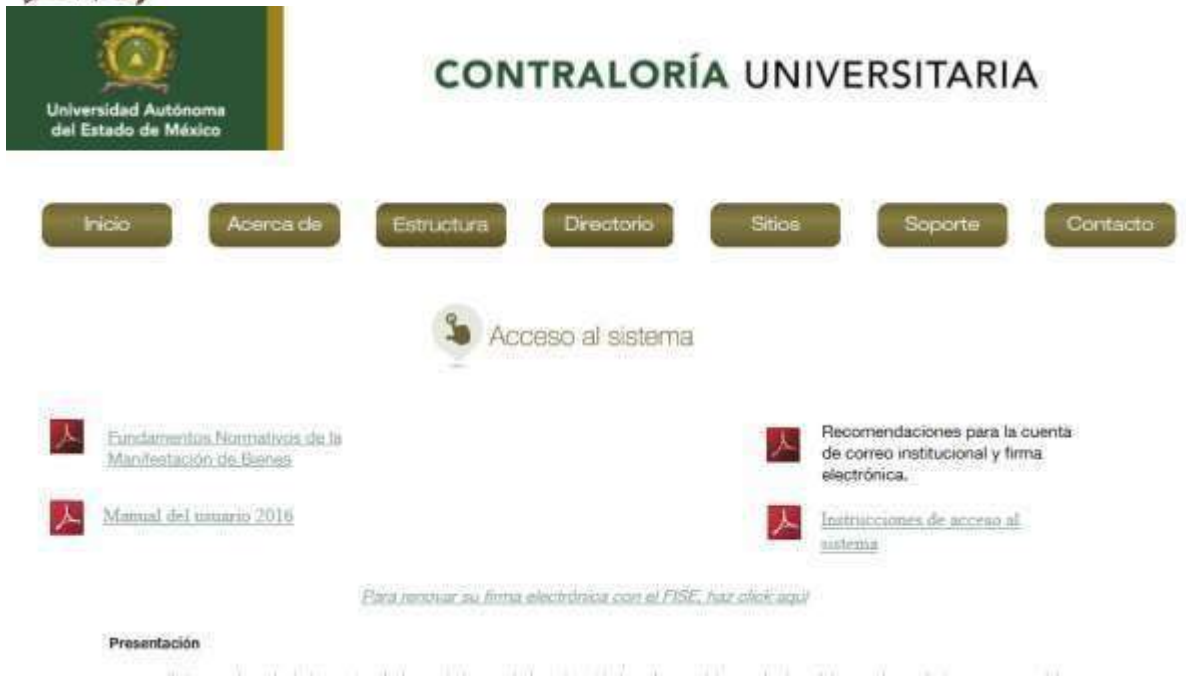 Universidad Autónoma
del Estado de México
CONTRALORÍA UNIVERSITARIA
Inicio
Acerca de
Estructura
Directorio
Sitios
Soporte
Contacto
Acceso al sistema
Fundamentos Normativos de la
Manifestación de Bienes
Recomendaciones para la cuenta
de correo institucional y firma
electrónica.
Manual del usuario 2016
Instrucciones de acceso al
sistema
Para renovar su firma electrónica con el FISE, haz click aquí
Presentación